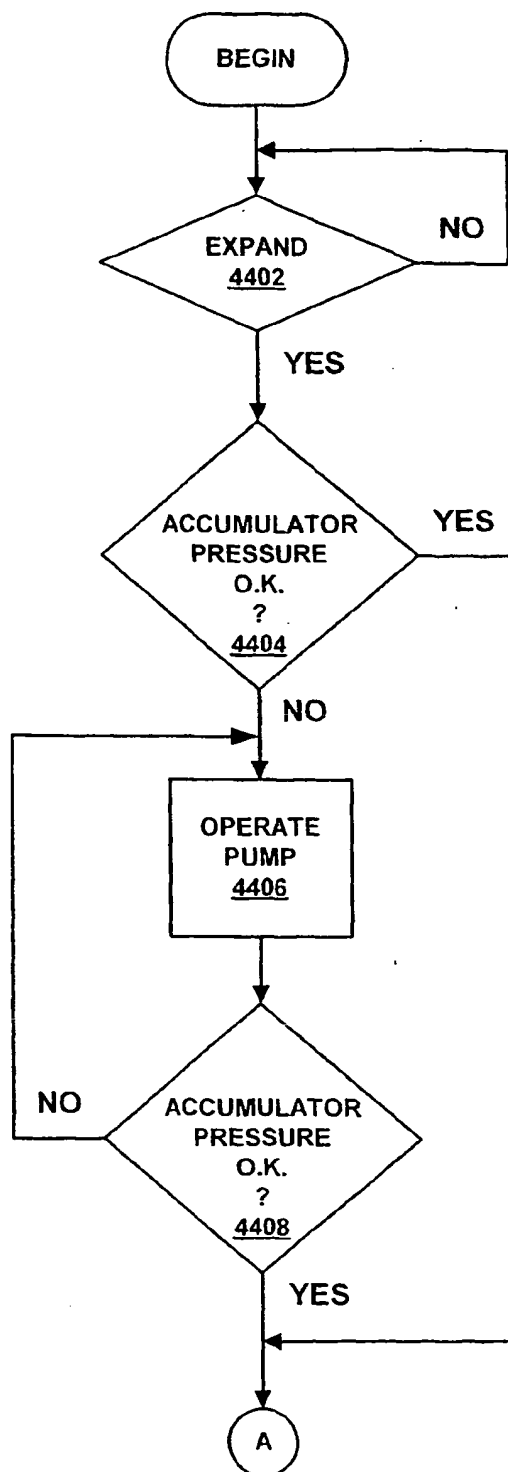 BEGIN
EXPAND
4402
NO
YES
ACCUMULATOR
PRESSURE
O.K.
?
4404
YES
NO
OPERATE
PUMP
4406
ACCUMULATOR
PRESSURE
O.K.
?
4408
NO
YES
A